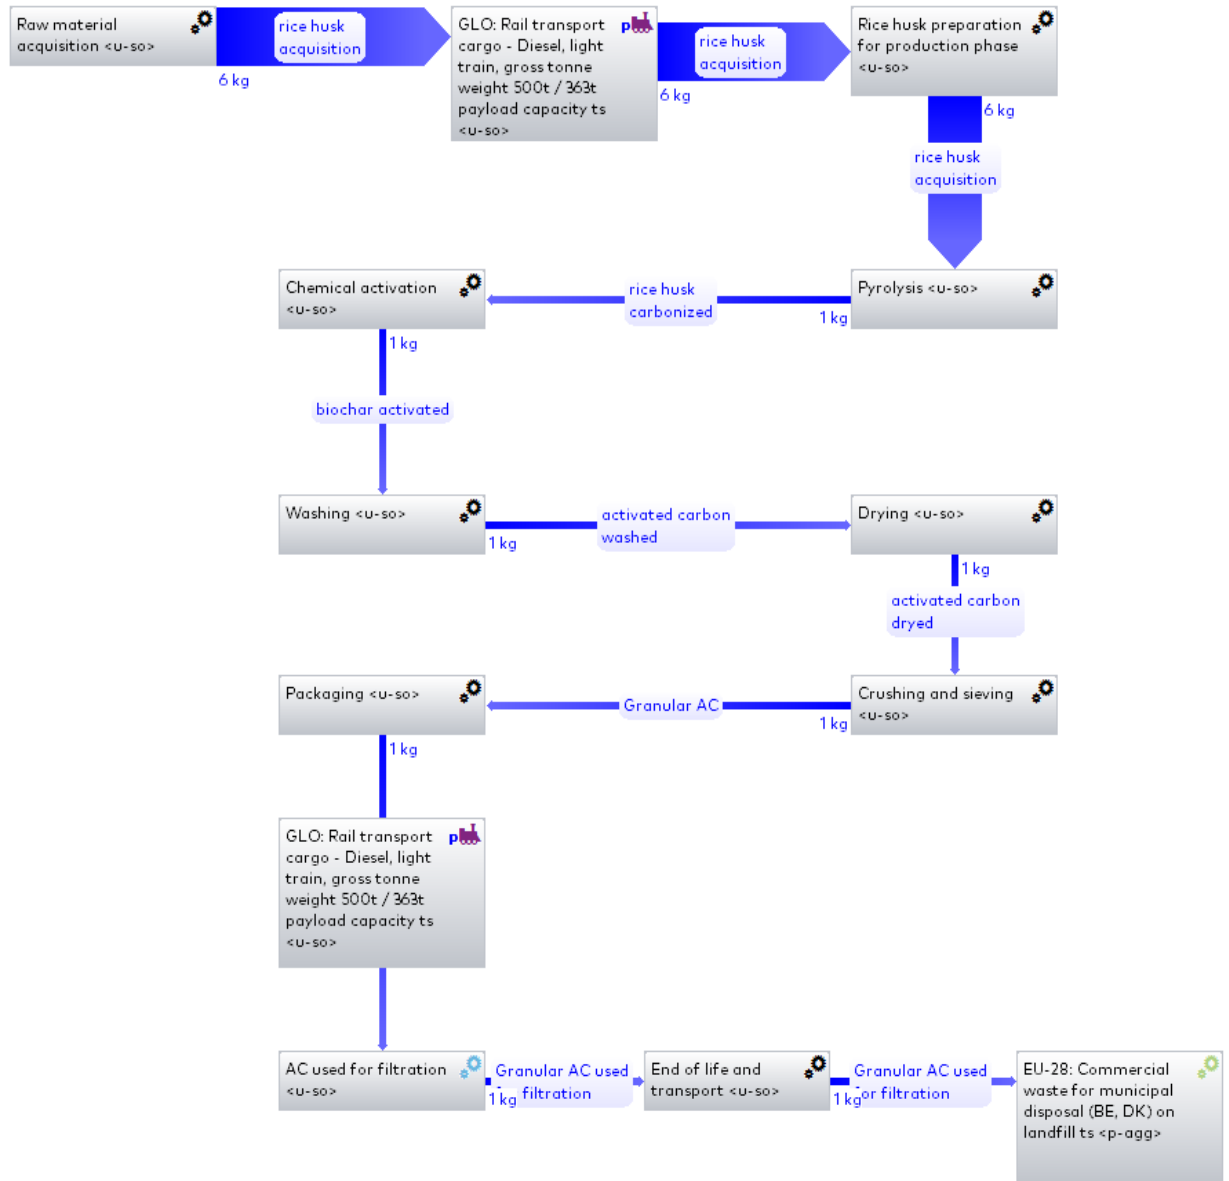 Raw material
acquisition <u-so>
rice husk
acquisition
6 kg
GLO: Rail transport
cargo - Diesel, light
train, gross tonne
weight 500t / 363t
payload capacity ts
<u-so>
p
rice husk
acquisition
6 kg
Rice husk preparation
for production phase
<u-so>
6 kg
rice husk
acquisition
Pyrolysis <u-so>
1 kg
rice husk
carbonized
Chemical activation
<u-so>
1 kg
biochar activated
Washing <u-so>
1 kg
activated carbon
washed
Drying <u-so>
1 kg
activated carbon
dryed
Crushing and sieving
<u-so>
1 kg
Granular AC
Packaging <u-so>
1 kg
GLO: Rail transport
cargo - Diesel, light
train, gross tonne
weight 500t / 363t
payload capacity ts
<u-so>
p
AC used for filtration
<u-so>
1 kg
Granular AC used
filtration
End of life and
transport <u-so>
1 kg
Granular AC used
for filtration
EU-28: Commercial
waste for municipal
disposal (BE, DK) on
landfill ts <p-agg>